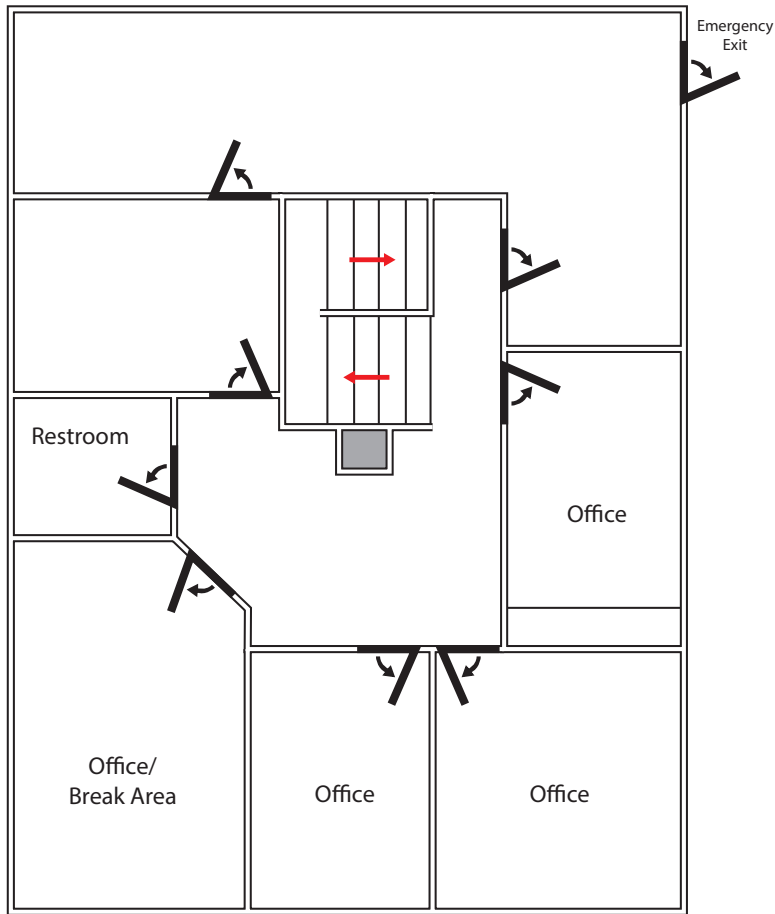 Emergency
Exit
Restroom
Office
Office/
Break Area
Office
Office